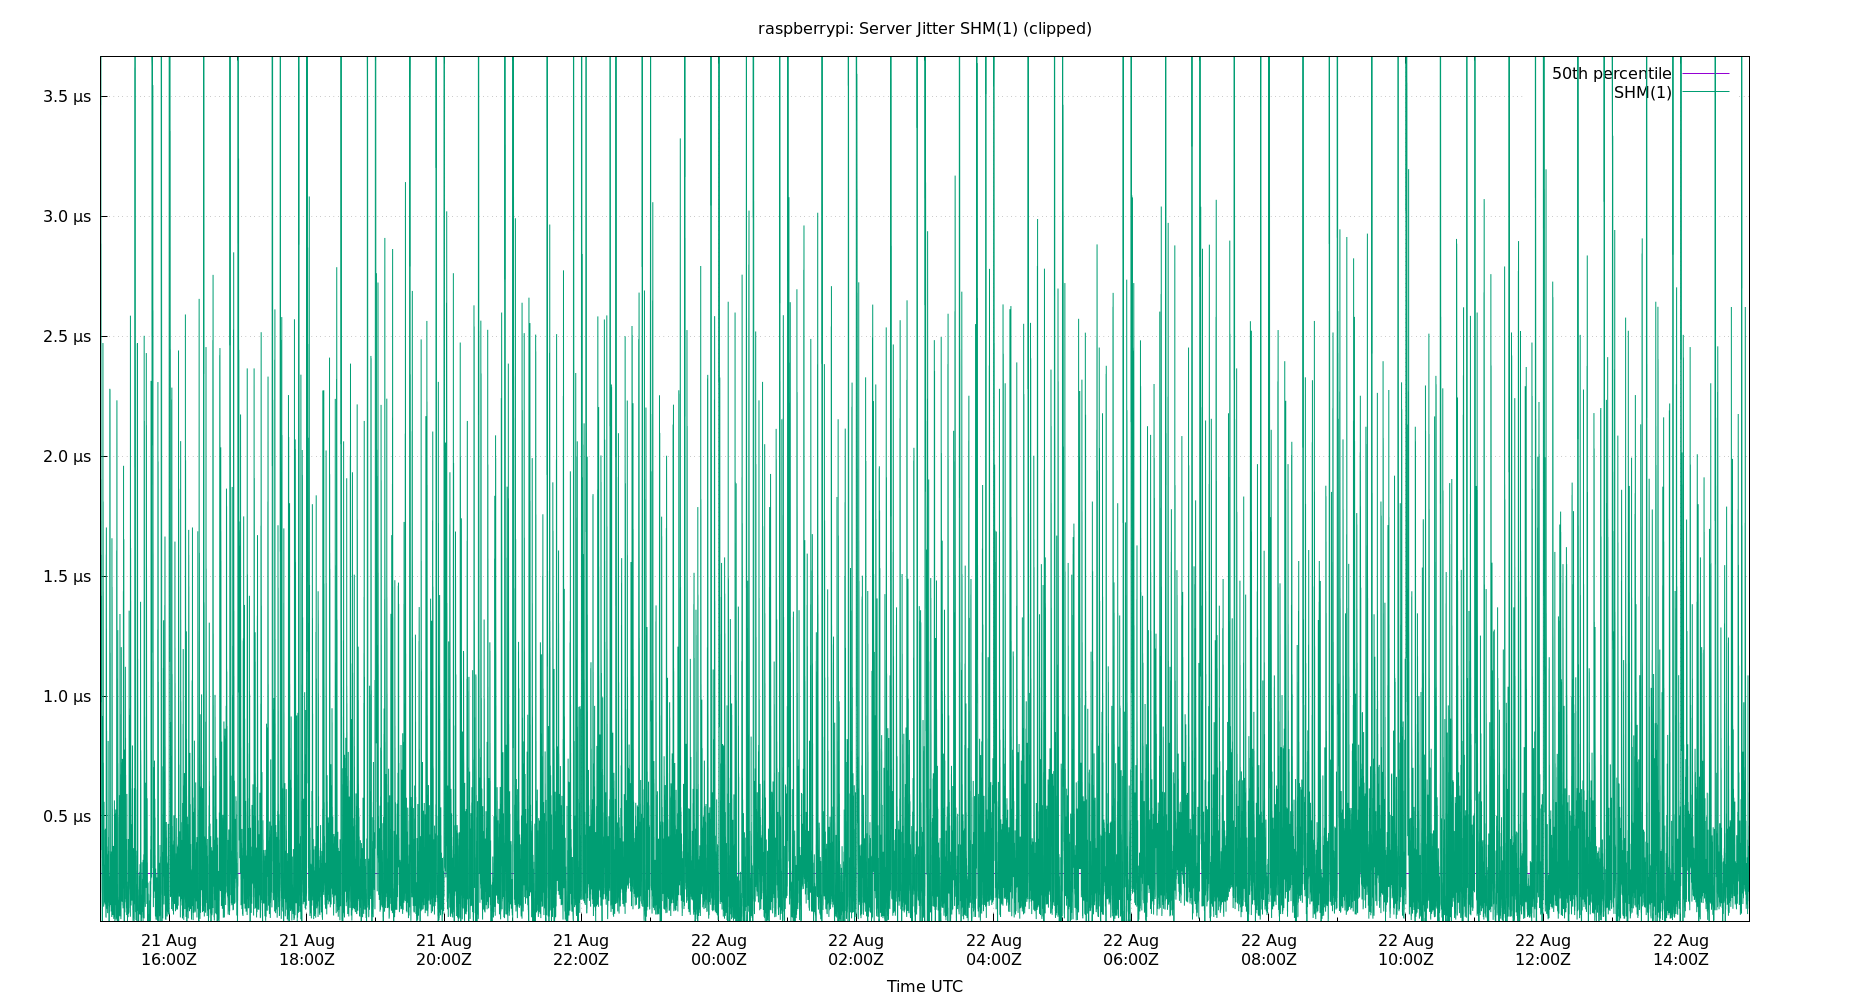 raspberrypi: Server Jitter SHM(1) (clipped)
50th percentile
SHM(1)
3.5 µs
3.0 µs
2.5 µs
2.0 µs
1.5 µs
1.0 µs
0.5 µs
21 Aug 21 Aug 21 Aug 21 Aug 22 Aug 22 Aug 22 Aug 22 Aug 22 Aug 22 Aug 22 Aug 22 Aug
16:00Z 18:00Z 20:00Z 22:00Z 00:00Z 02:00Z 04:00Z 06:00Z 08:00Z 10:00Z 12:00Z 14:00Z
Time UTC